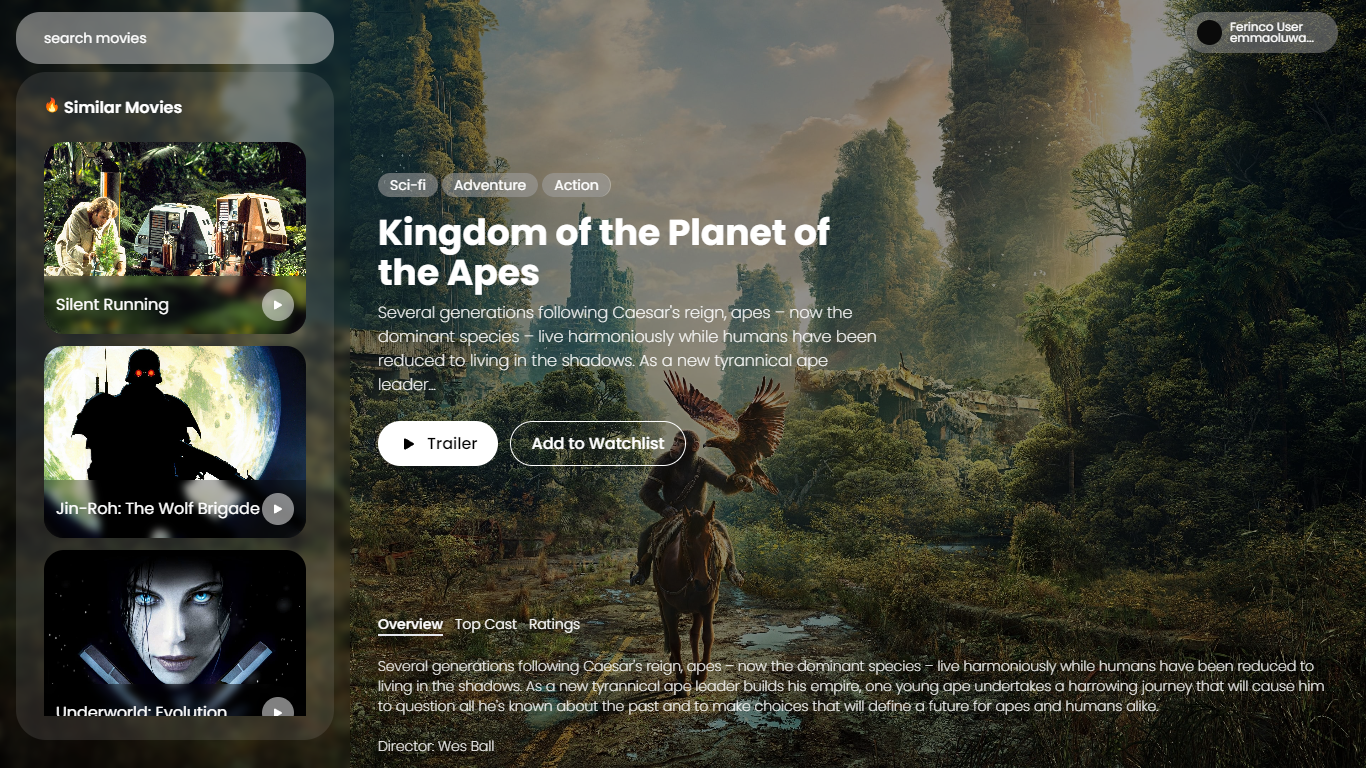 search movies
Ferinco User
emmaoluwa...
🔥 Similar Movies
Silent Running
Jin-Roh: The Wolf Brigade
Underworld: Evolution
Sci-fi
Adventure
Action
Kingdom of the Planet of
the Apes
Several generations following Caesar's reign, apes – now the
dominant species – live harmoniously while humans have been
reduced to living in the shadows. As a new tyrannical ape
leader...
Trailer
Add to Watchlist
Overview
Top Cast
Ratings
Several generations following Caesar's reign, apes – now the dominant species – live harmoniously while humans have been reduced to
living in the shadows. As a new tyrannical ape leader builds his empire, one young ape undertakes a harrowing journey that will cause him
to question all he's known about the past and to make choices that will define a future for apes and humans alike.
Director: Wes Ball